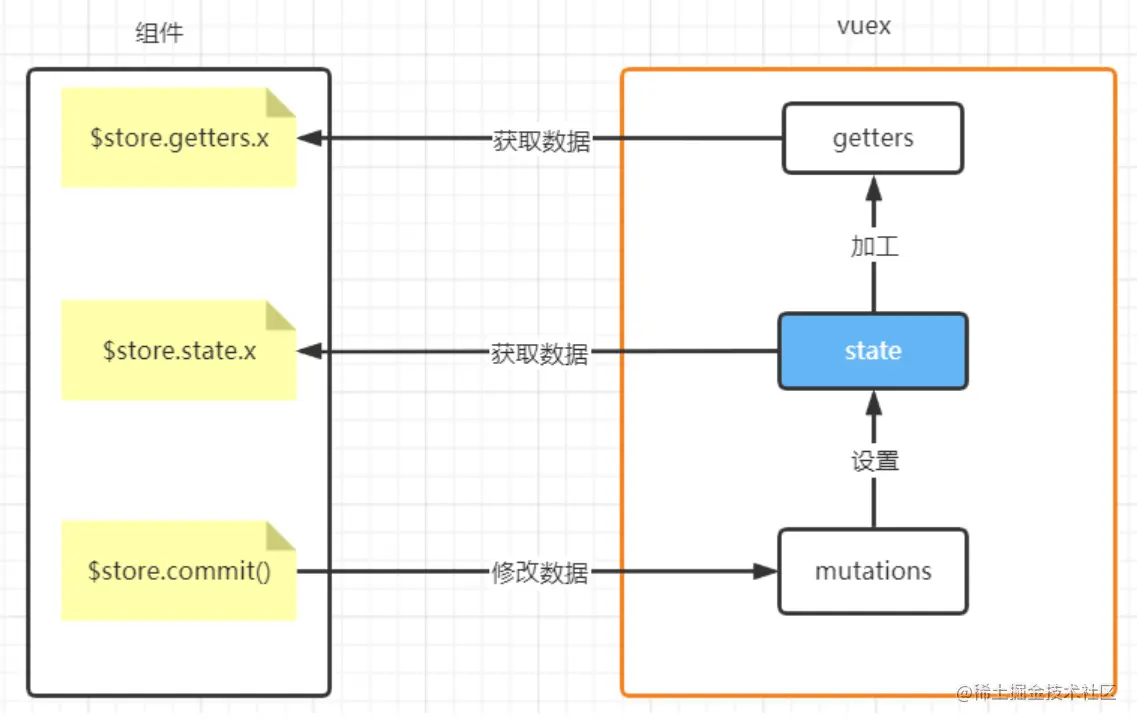 组件
vuex
$store.getters.x
获取数据
getters
加工
$store.state.x
获取数据
state
设置
$store.commit()
修改数据
mutations
@稀土掘金技术社区